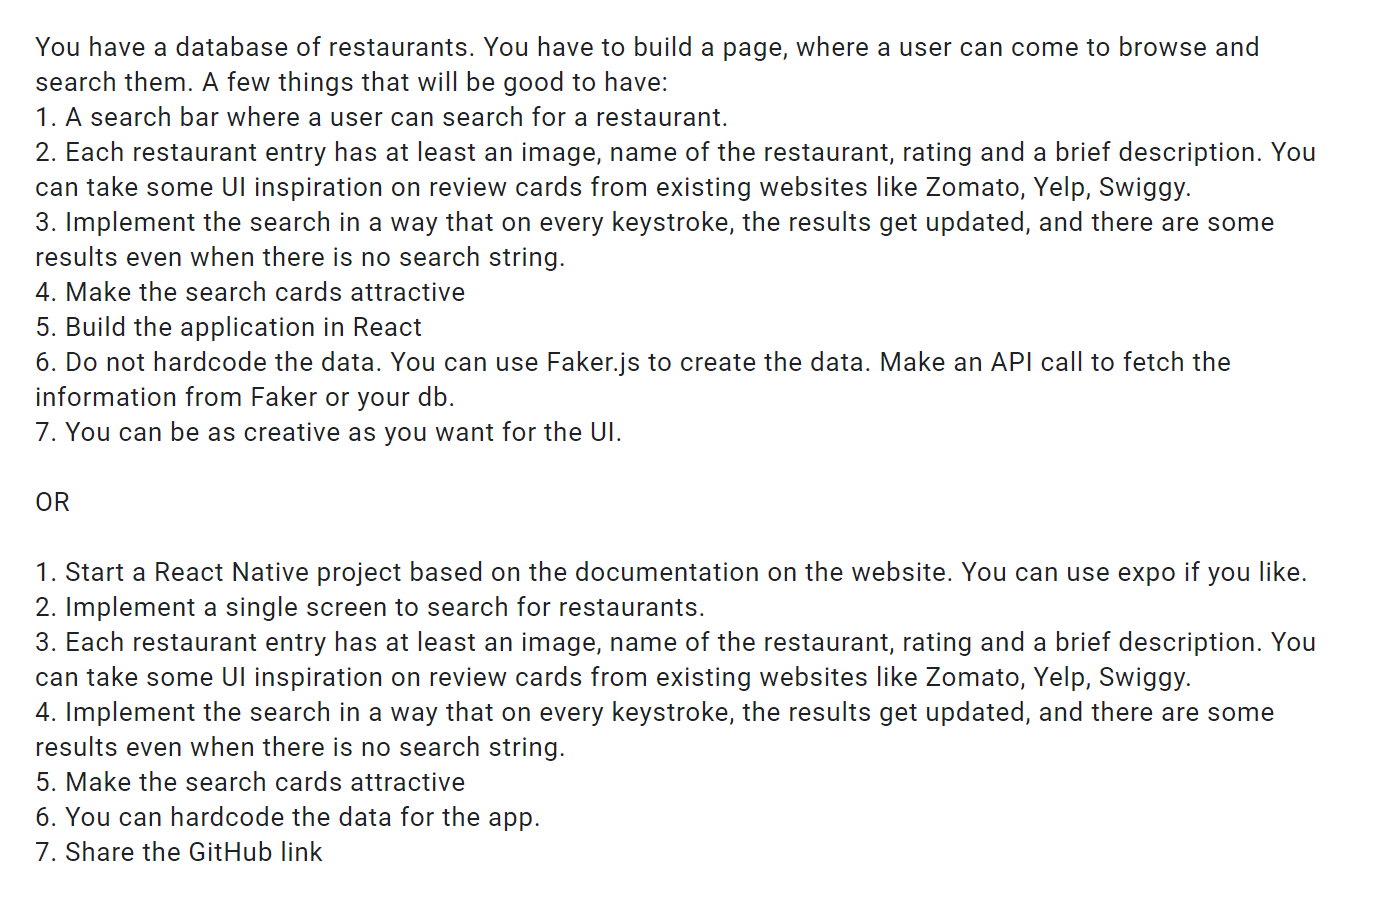 You have a database of restaurants. You have to build a page, where a user can come to browse and
search them. A few things that will be good to have:
1. A search bar where a user can search for a restaurant.
2. Each restaurant entry has at least an image, name of the restaurant, rating and a brief description. You
can take some UI inspiration on review cards from existing websites like Zomato, Yelp, Swiggy.
3. Implement the search in a way that on every keystroke, the results get updated, and there are some
results even when there is no search string.
4. Make the search cards attractive
5. Build the application in React
6. Do not hardcode the data. You can use Faker.js to create the data. Make an API call to fetch the
information from Faker or your db.
7. You can be as creative as you want for the UI.

OR

1. Start a React Native project based on the documentation on the website. You can use expo if you like.
2. Implement a single screen to search for restaurants.
3. Each restaurant entry has at least an image, name of the restaurant, rating and a brief description. You
can take some UI inspiration on review cards from existing websites like Zomato, Yelp, Swiggy.
4. Implement the search in a way that on every keystroke, the results get updated, and there are some
results even when there is no search string.
5. Make the search cards attractive
6. You can hardcode the data for the app.
7. Share the GitHub link